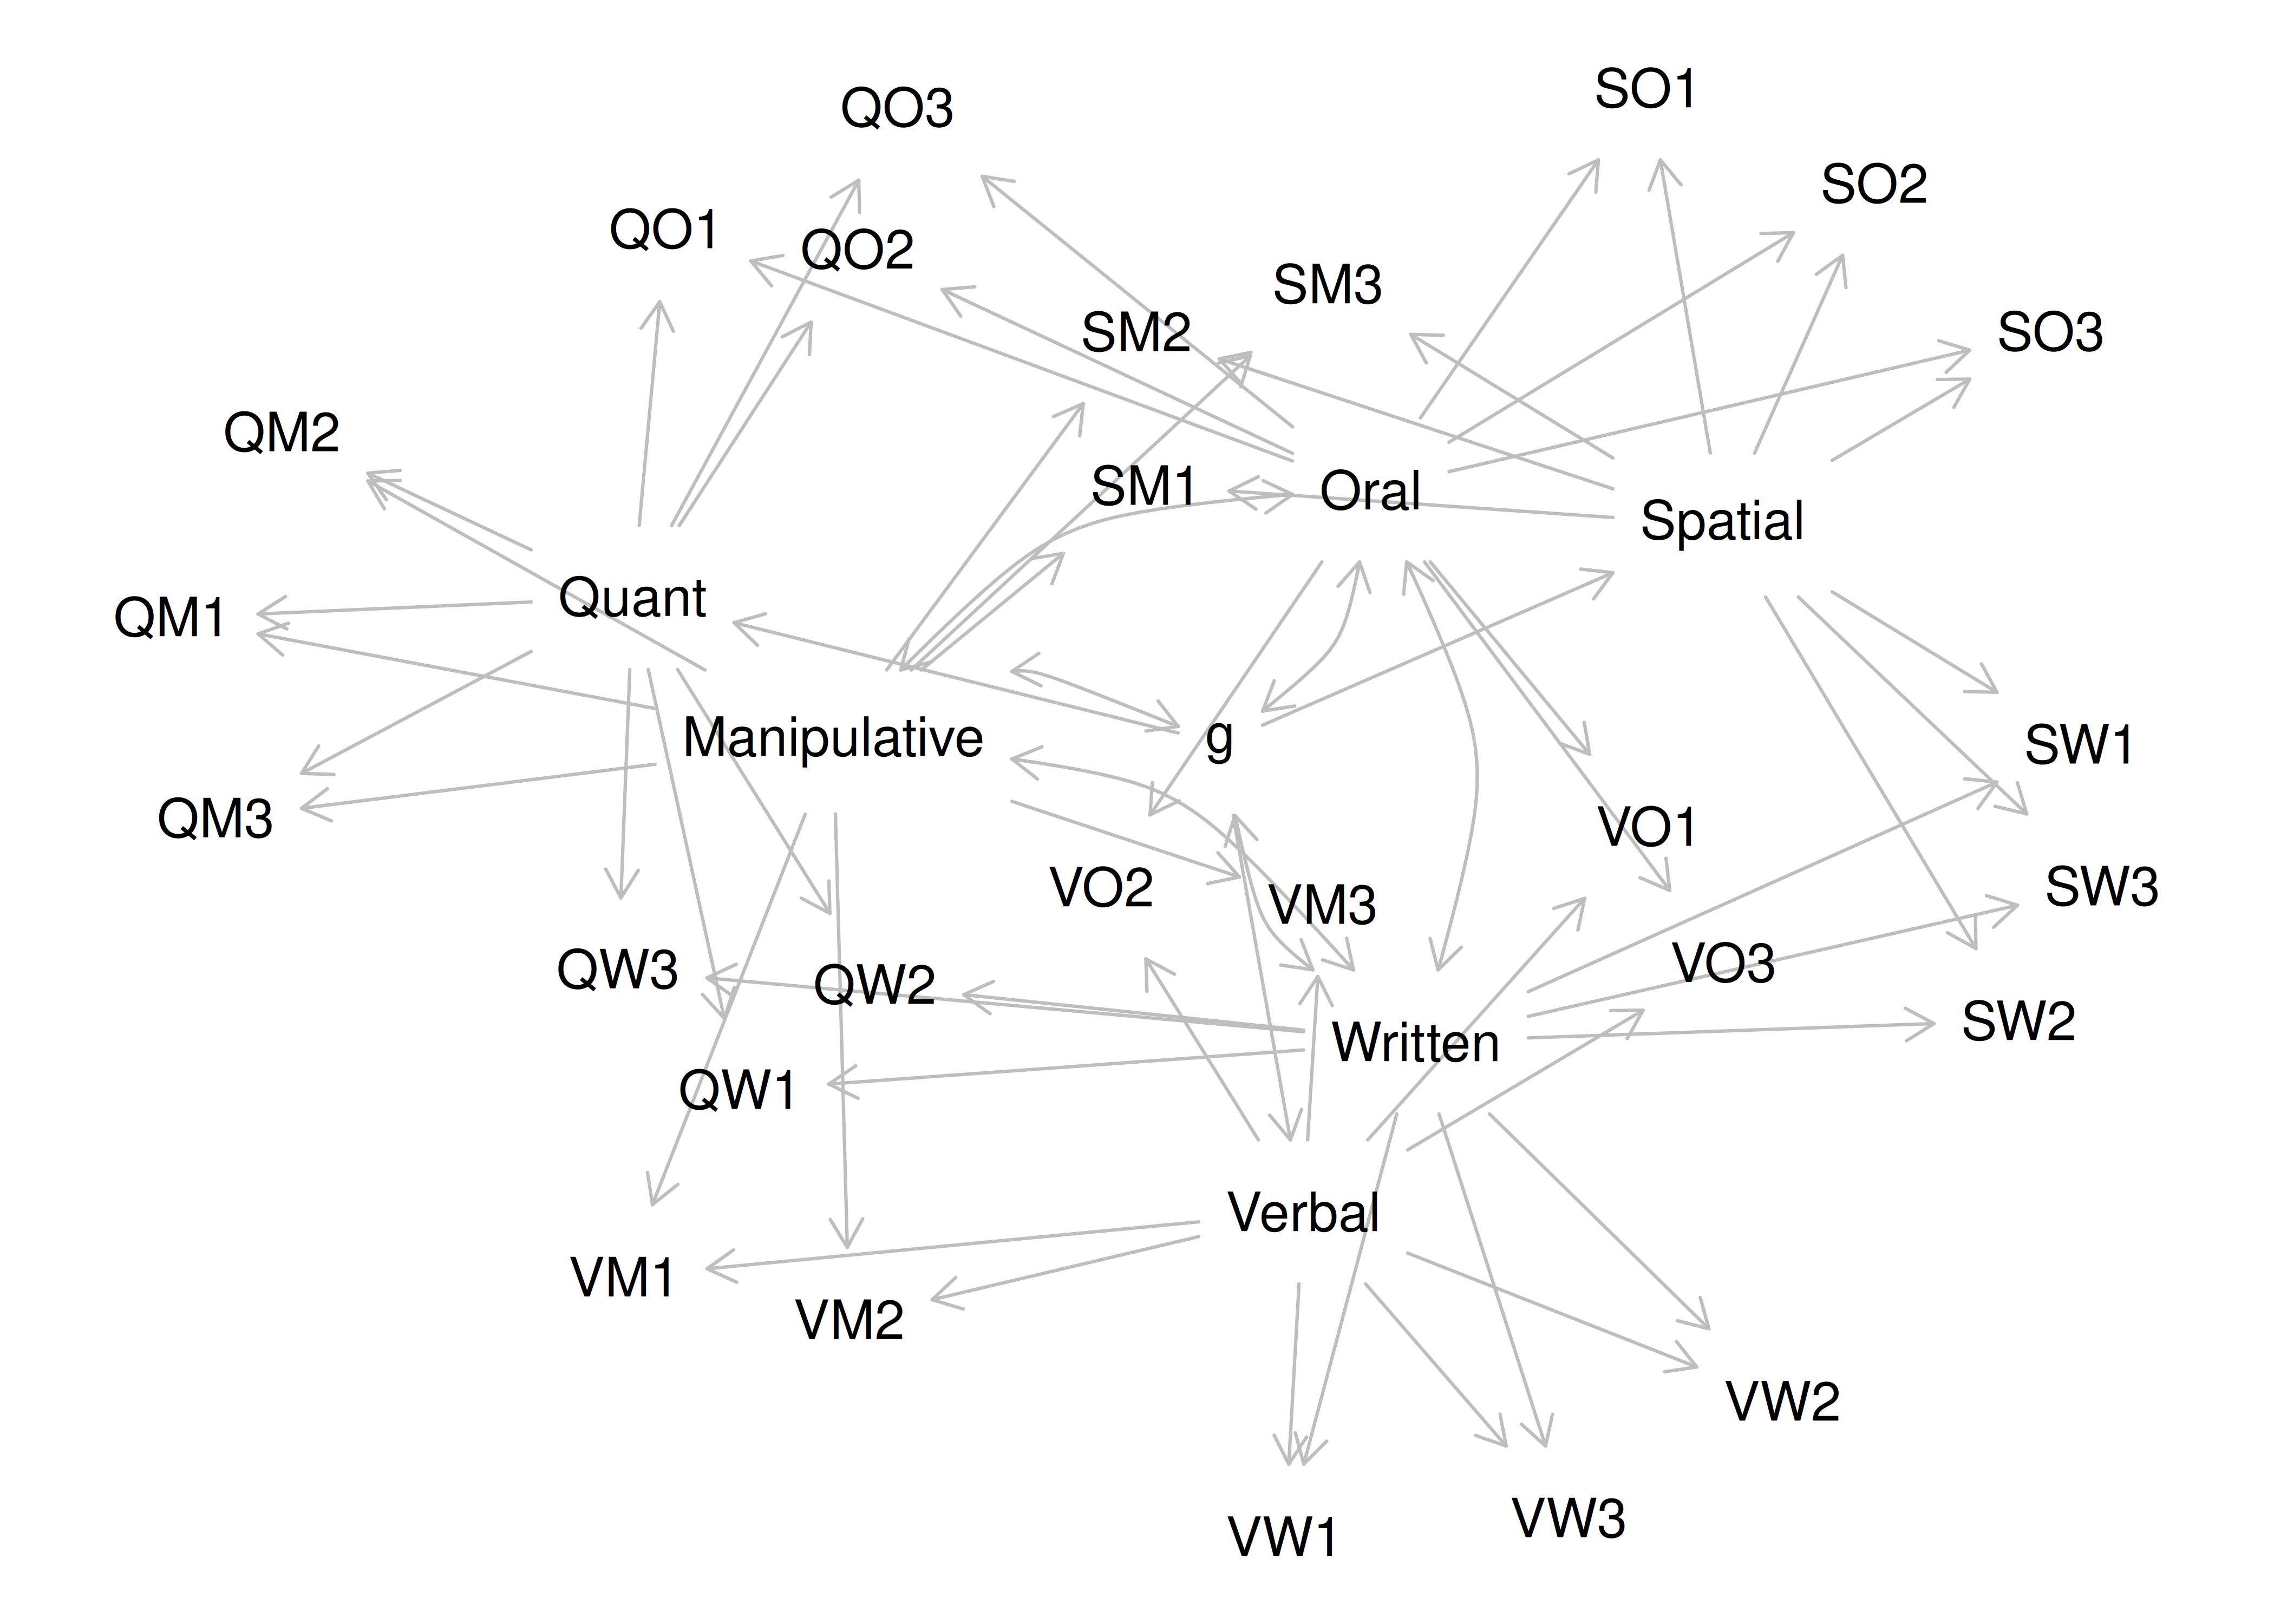 SO1
QO3
SO2
QO1
QO2
SM3
SM2
SO3
QM2
SM1
Oral
Spatial
Quant
QM1
Manipulative
g
SW1
QM3
VO1
VO2
SW3
VM3
VO3
QW3
QW2
SW2
Written
QW1
Verbal
VM1
VM2
VW2
VW3
VW1